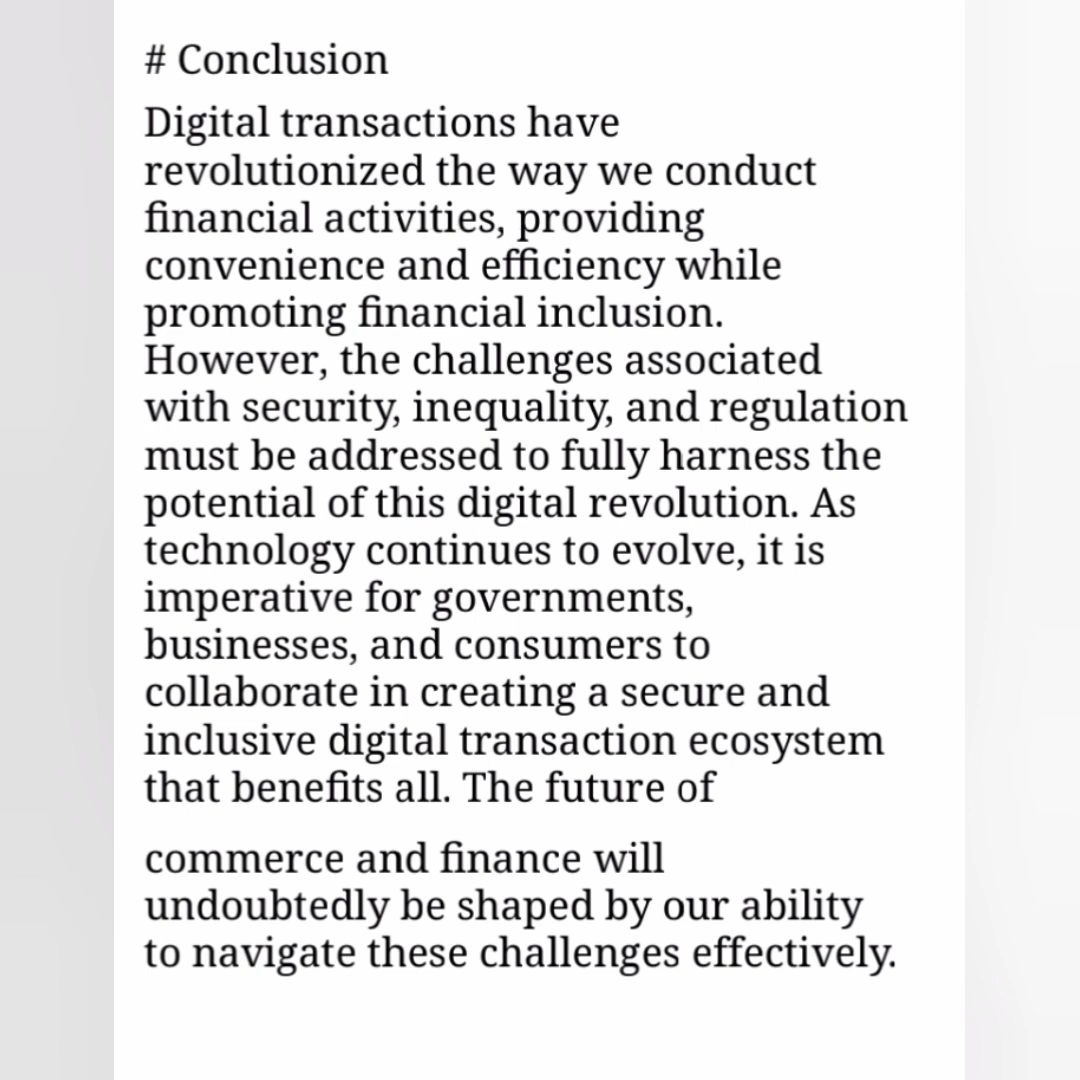 # Conclusion
Digital transactions have
revolutionized the way we conduct
financial activities, providing
convenience and efficiency while
promoting financial inclusion.
However, the challenges associated
with security, inequality, and regulation
must be addressed to fully harness the
potential of this digital revolution. As
technology continues to evolve, it is
imperative for governments,
businesses, and consumers to
collaborate in creating a secure and
inclusive digital transaction ecosystem
that benefits all. The future of
commerce and finance will
undoubtedly be shaped by our ability
to navigate these challenges effectively.